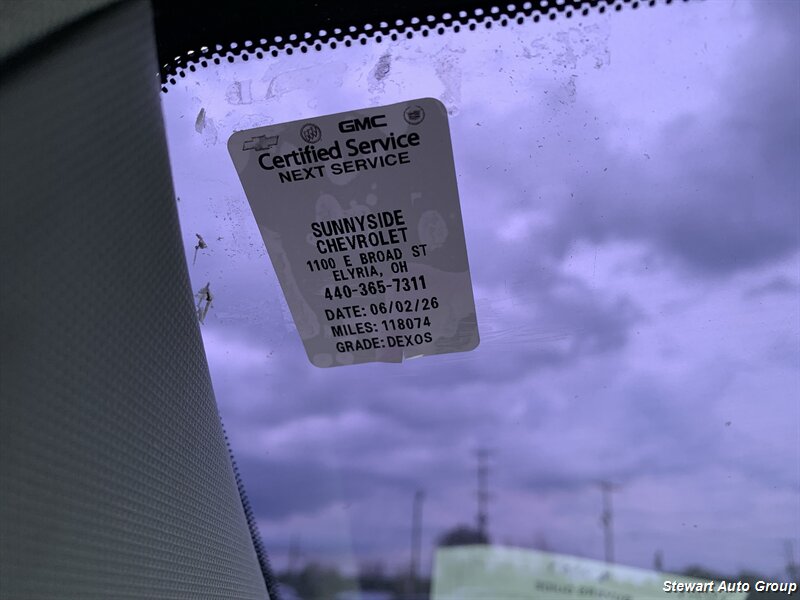 GMC
Certified Service
NEXT SERVICE
SUNNYSIDE
CHEVROLET
1100 E BROAD ST
ELYRIA, OH
440-365-7311
DATE: 06/02/26
MILES: 118074
GRADE: DEXOS
Stewart Auto Group